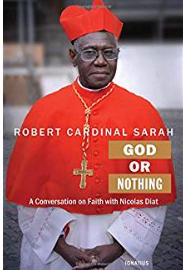 ROBERT CARDINAL SARAH
GOD
OR
NOTHING
A Conversation on Faith with Nicolas Diat
IGNATIUS